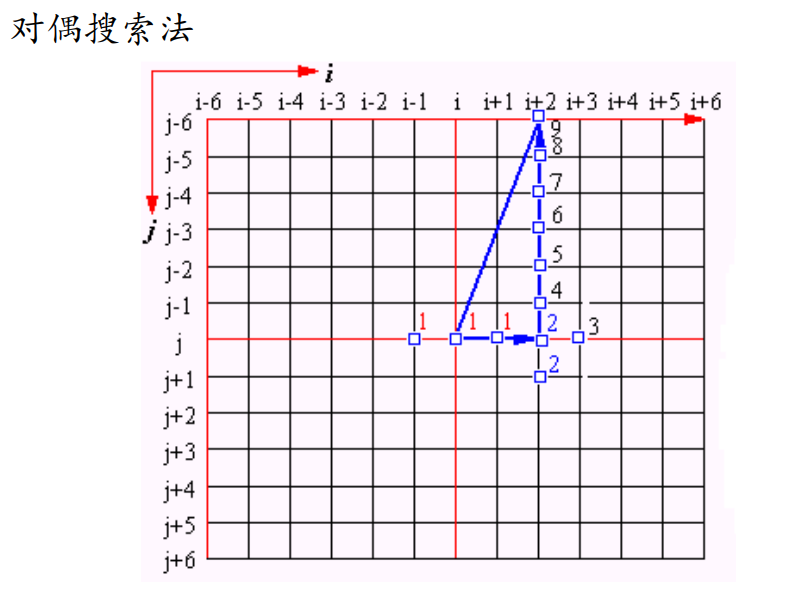 对偶搜索法
i
i-6 i-5 i-4 i-3 i-2 i-1 i i+1 i+2 i+3 i+4 i+5 i+6
j-6 9
j-5 8
j-4 7
j j-3 6
j-2 5
j-1 4
1 1 1 2 3
j
j+1 2
j+2
j+3
j+4
j+5
j+6